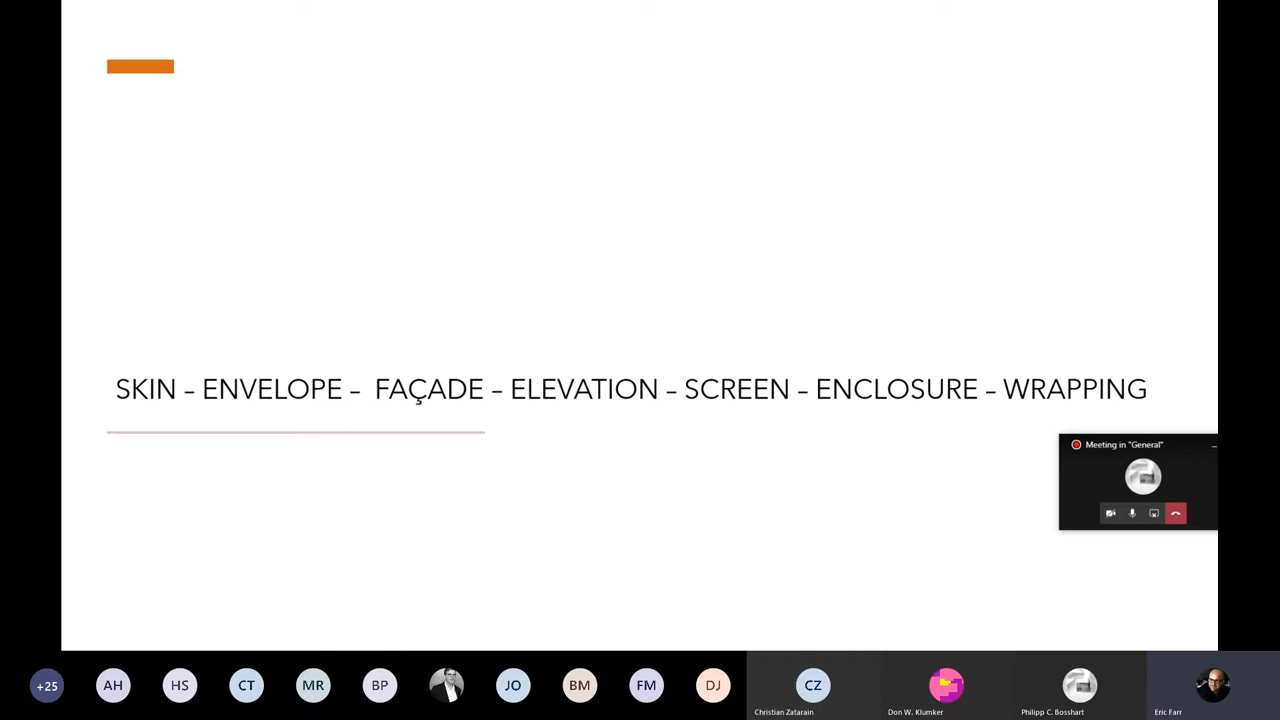 SKIN – ENVELOPE – FAÇADE – ELEVATION – SCREEN – ENCLOSURE – WRAPPING
Meeting in "General"
+25
AH
HS
CT
MR
BP
JO
BM
FM
DJ
CZ
Christian Zatarain
Don W. Klumker
Philipp C. Bosshart
Eric Farr